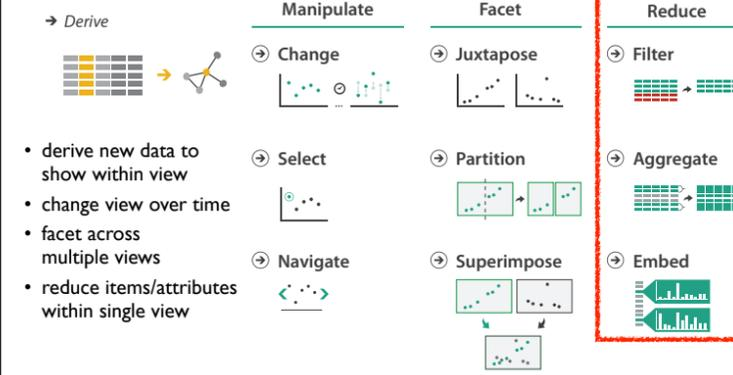 → Derive
• derive new data to
show within view
• change view over time
• facet across
multiple views
• reduce items/attributes
within single view
Manipulate
Change
...
Select
Navigate
Facet
Juxtapose
Partition
Superimpose
Reduce
Filter
Aggregate
Embed